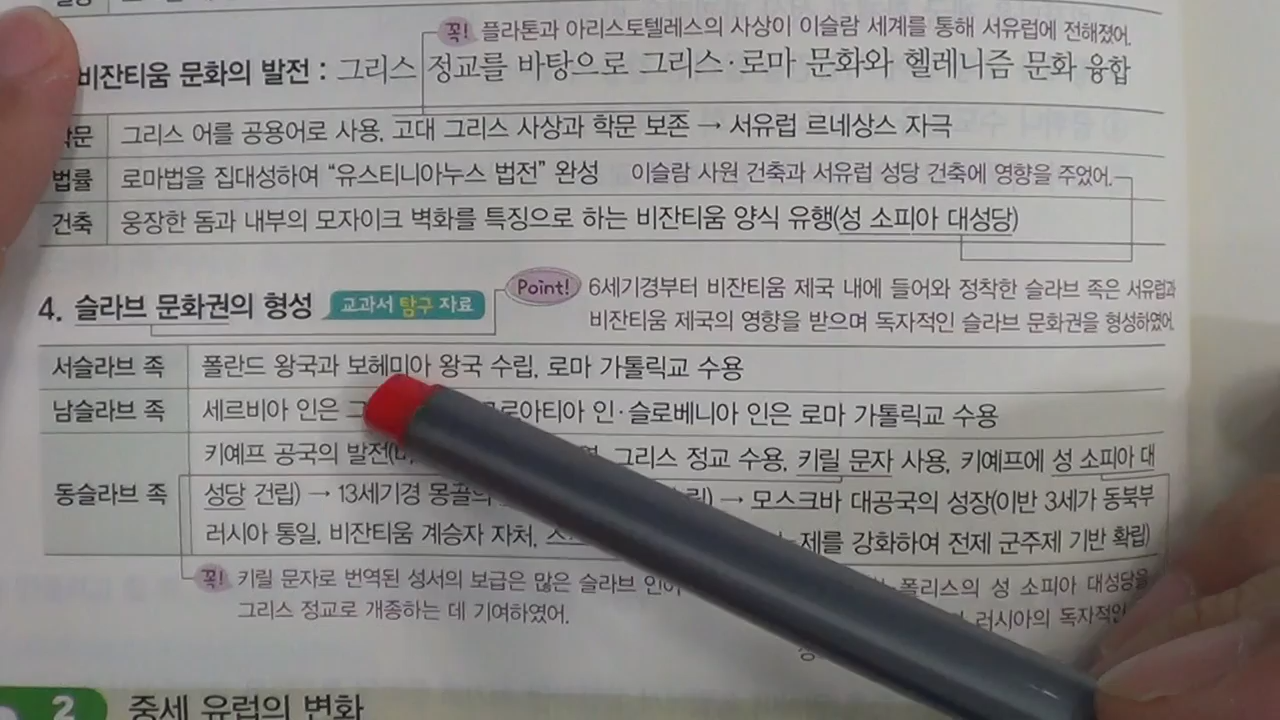 꼭! 플라톤과 아리스토텔레스의 사상이 이슬람 세계를 통해 서유럽에 전해졌어.
비잔티움 문화의 발전 : 그리스 정교를 바탕으로 그리스·로마 문화와 헬레니즘 문화 융합
학문 그리스 어를 공용어로 사용, 고대 그리스 사상과 학문 보존 → 서유럽 르네상스 자극
법률 로마법을 집대성하여 “유스티니아누스 법전” 완성 이슬람 사원 건축과 서유럽 성당 건축에 영향을 주었어.
건축 웅장한 돔과 내부의 모자이크 벽화를 특징으로 하는 비잔티움 양식 유행(성 소피아 대성당)
4. 슬라브 문화권의 형성 교과서 탐구 자료 Point! 6세기경부터 비잔티움 제국 내에 들어와 정착한 슬라브 족은 서유럽과
비잔티움 제국의 영향을 받으며 독자적인 슬라브 문화권을 형성하였어.
서슬라브 족 폴란드 왕국과 보헤미아 왕국 수립, 로마 가톨릭교 수용
남슬라브 족 세르비아 인은 크로아티아 인·슬로베니아 인은 로마 가톨릭교 수용
키예프 공국의 발전( 그리스 정교 수용, 키릴 문자 사용, 키예프에 성 소피아 대
동슬라브 족 성당 건립) → 13세기경 몽골의 → 모스크바 대공국의 성장(이반 3세가 동북부
러시아 통일, 비잔티움 계승자 자처, 제를 강화하여 전제 군주제 기반 확립)
꼭! 키릴 문자로 번역된 성서의 보급은 많은 슬라브 인이 폴리스의 성 소피아 대성당을
그리스 정교로 개종하는 데 기여하였어. 러시아의 독자적인
2 중세 유럽의 변화